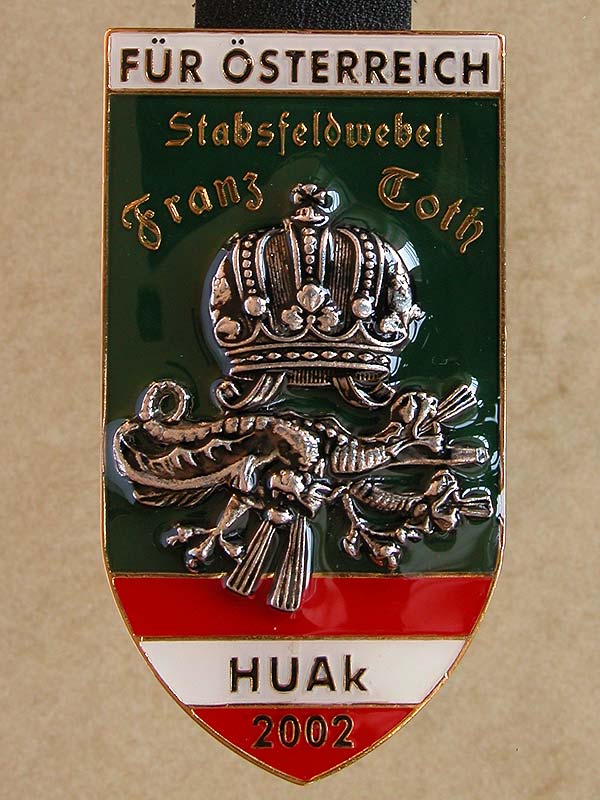 FÜR ÖSTERREICH
Stabsfeldwebel
Franz Toth
HUAk
2002